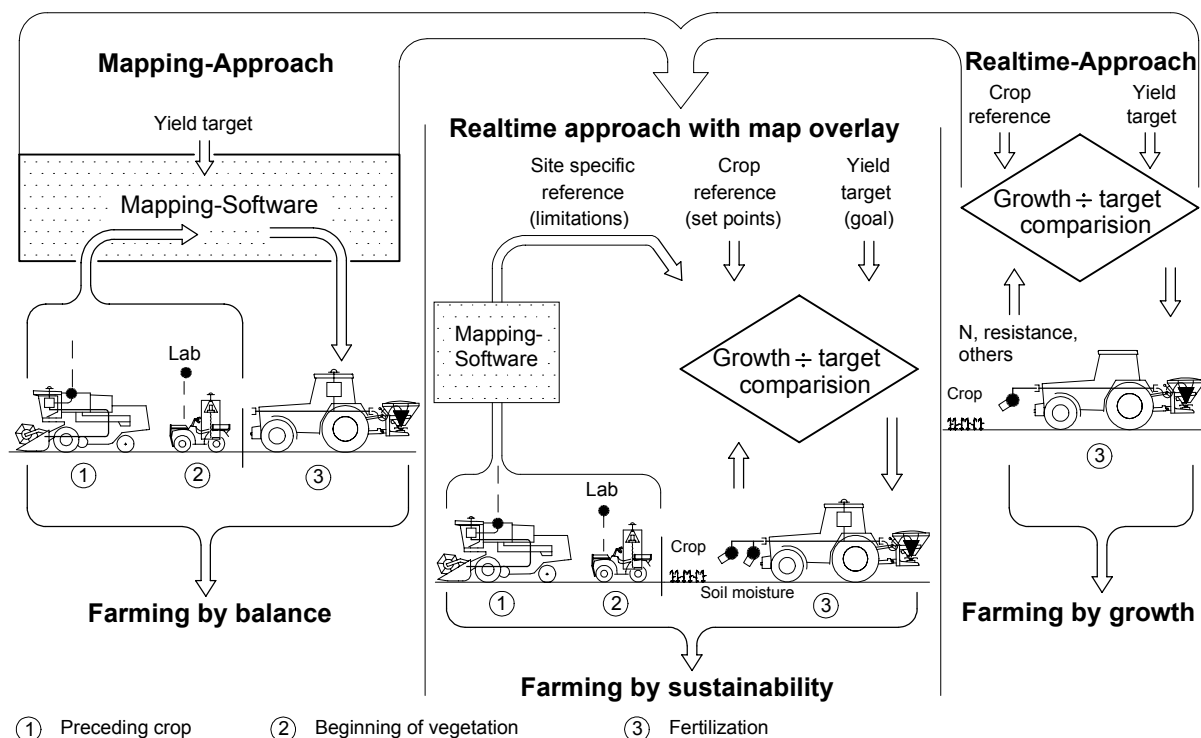 Mapping-Approach
Yield target
Mapping-Software
Lab
1
2
3
Farming by balance
Realtime approach with map overlay
Site specific
reference
(limitations)
Crop
reference
(set points)
Yield
target
(goal)
Mapping-
Software
Growth ÷ target
comparision
Lab
Crop
Soil moisture
1
2
3
Farming by sustainability
Realtime-Approach
Crop
reference
Yield
target
Growth ÷ target
comparision
N, resistance,
others
Crop
3
Farming by growth
1 Preceding crop
2 Beginning of vegetation
3 Fertilization